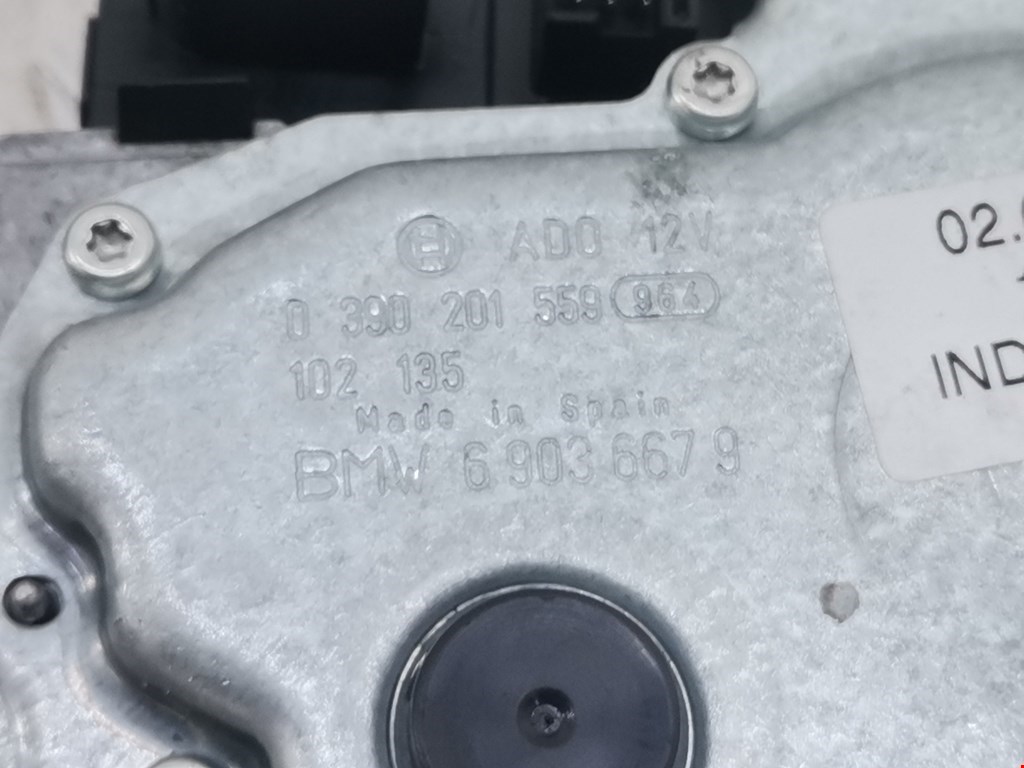 ADO 12V
0 390 201 559 964
102 135
Made in Spain
BMW 6 903 667 9
02.
IND